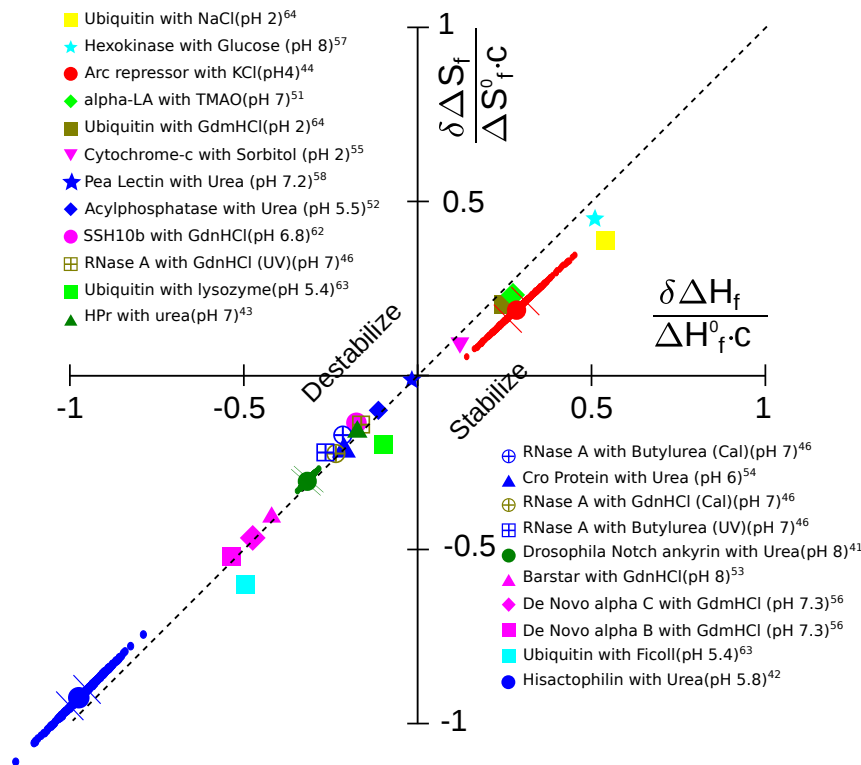 Ubiquitin with NaCl(pH 2)⁶⁴
Hexokinase with Glucose (pH 8)⁵⁷
Arc repressor with KCl(pH4)⁴⁴
alpha-LA with TMAO(pH 7)⁵¹
Ubiquitin with GdmHCl(pH 2)⁶⁴
Cytochrome-c with Sorbitol (pH 2)⁵⁵
Pea Lectin with Urea (pH 7.2)⁵⁸
Acylphosphatase with Urea (pH 5.5)⁵²
SSH10b with GdnHCl(pH 6.8)⁶²
RNase A with GdnHCl (UV)(pH 7)⁴⁶
Ubiquitin with lysozyme(pH 5.4)⁶³
HPr with urea(pH 7)⁴³
1
δΔS_f
ΔS⁰_f·c
0.5
δΔH_f
ΔH⁰_f·c
Destabilize
Stabilize
-1
-0.5
0.5
1
-0.5
-1
RNase A with Butylurea (Cal)(pH 7)⁴⁶
Cro Protein with Urea (pH 6)⁵⁴
RNase A with GdnHCl (Cal)(pH 7)⁴⁶
RNase A with Butylurea (UV)(pH 7)⁴⁶
Drosophila Notch ankyrin with Urea(pH 8)⁴¹
Barstar with GdnHCl(pH 8)⁵³
De Novo alpha C with GdmHCl (pH 7.3)⁵⁶
De Novo alpha B with GdmHCl (pH 7.3)⁵⁶
Ubiquitin with Ficoll(pH 5.4)⁶³
Hisactophilin with Urea(pH 5.8)⁴²